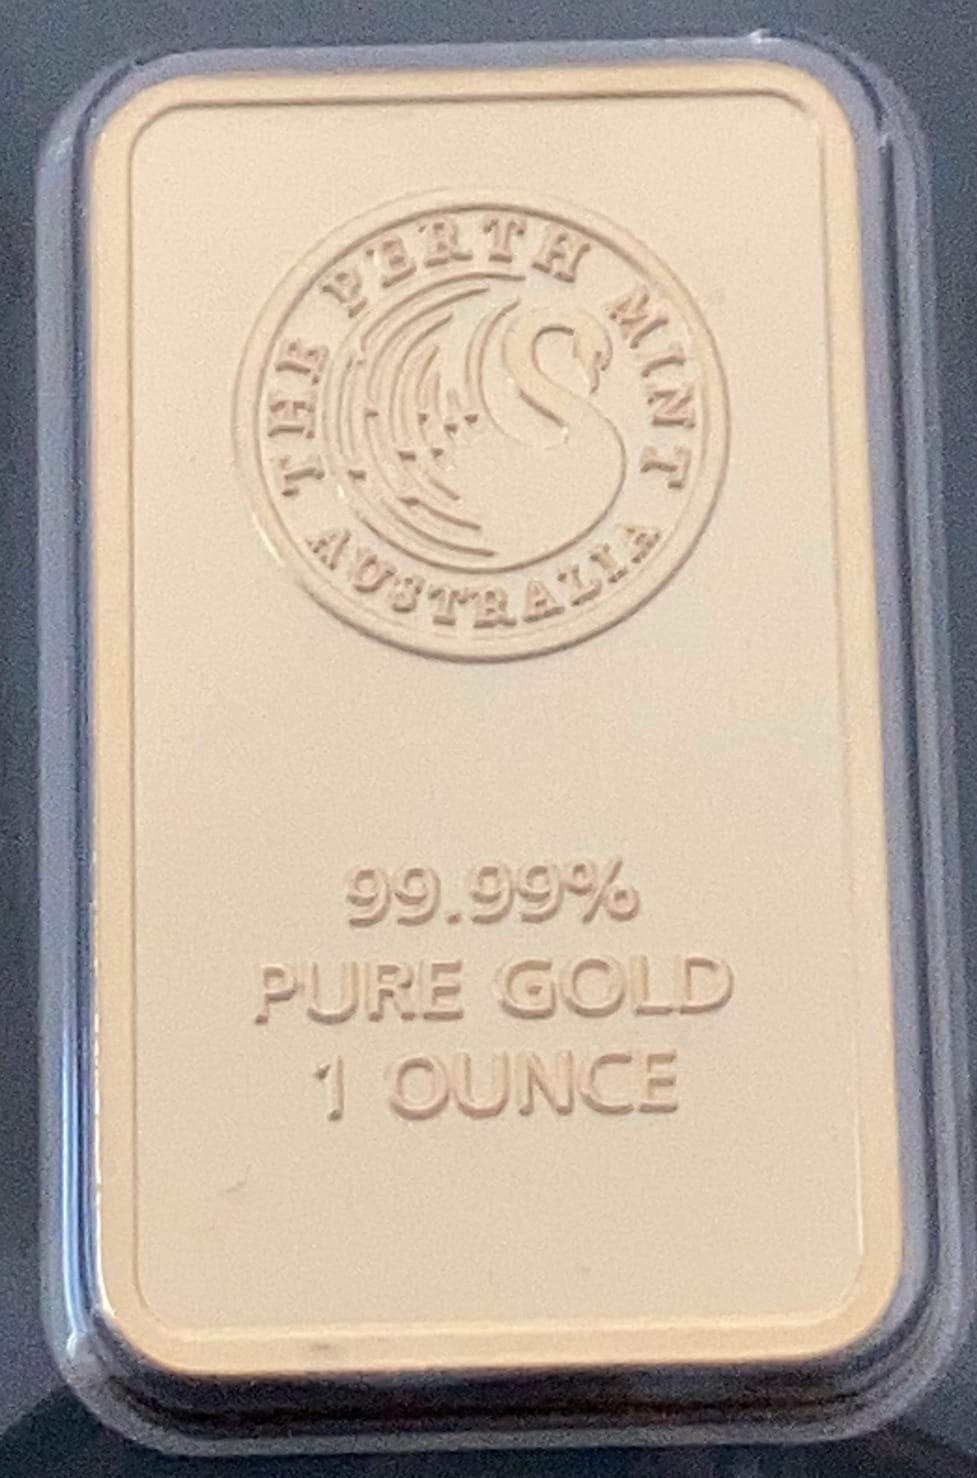 THE PERTH MINT
AUSTRALIA
99.99%
PURE GOLD
1 OUNCE